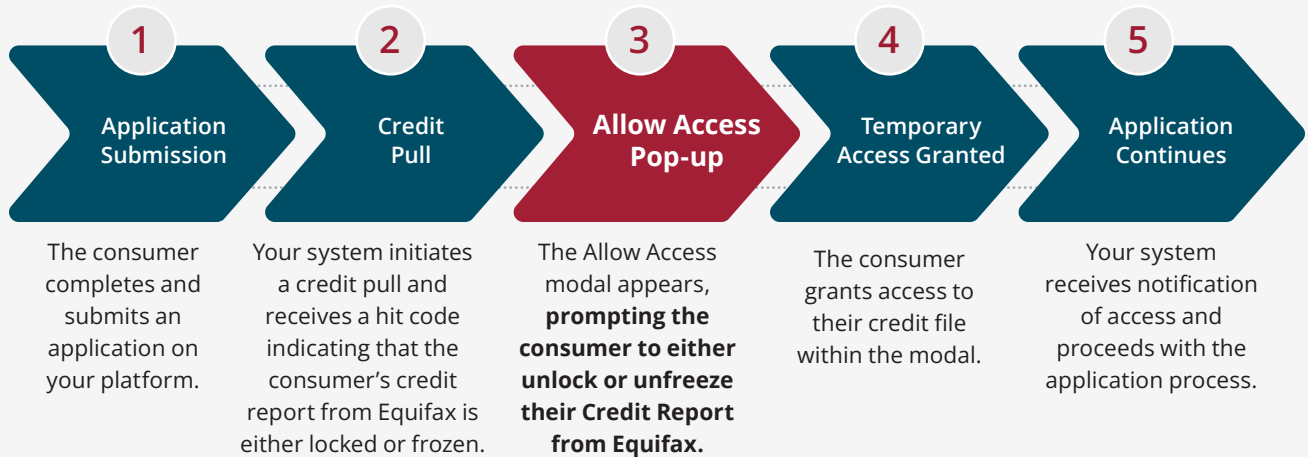 1
Application
Submission
The consumer
completes and
submits an
application on
your platform.
2
Credit
Pull
Your system initiates
a credit pull and
receives a hit code
indicating that the
consumer’s credit
report from Equifax is
either locked or frozen.
3
Allow Access
Pop-up
The Allow Access
modal appears,
prompting the
consumer to either
unlock or unfreeze
their Credit Report
from Equifax.
4
Temporary
Access Granted
The consumer
grants access to
their credit file
within the modal.
5
Application
Continues
Your system
receives notification
of access and
proceeds with the
application process.